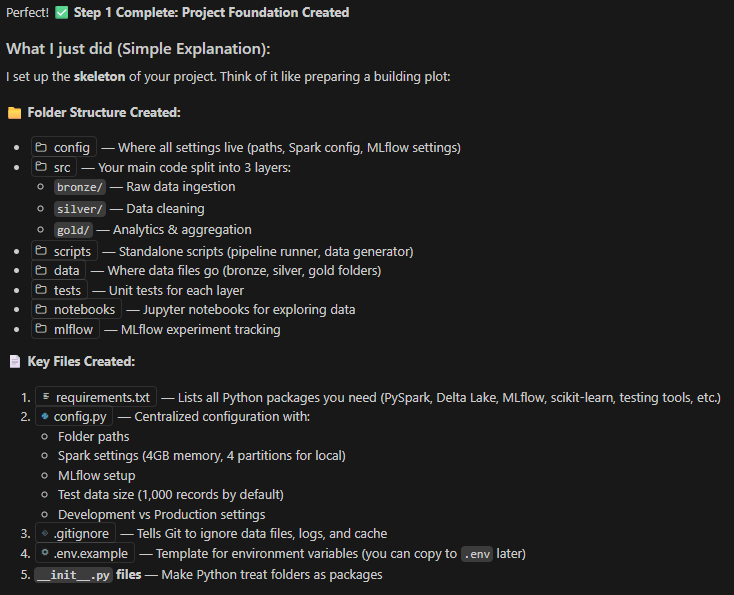 Perfect! ✅ Step 1 Complete: Project Foundation Created
What I just did (Simple Explanation):
I set up the skeleton of your project. Think of it like preparing a building plot:
📁 Folder Structure Created:
• config — Where all settings live (paths, Spark config, MLflow settings)
• src — Your main code split into 3 layers:
○ bronze/ — Raw data ingestion
○ silver/ — Data cleaning
○ gold/ — Analytics & aggregation
• scripts — Standalone scripts (pipeline runner, data generator)
• data — Where data files go (bronze, silver, gold folders)
• tests — Unit tests for each layer
• notebooks — Jupyter notebooks for exploring data
• mlflow — MLflow experiment tracking
📄 Key Files Created:
1. requirements.txt — Lists all Python packages you need (PySpark, Delta Lake, MLflow, scikit-learn, testing tools, etc.)
2. config.py — Centralized configuration with:
○ Folder paths
○ Spark settings (4GB memory, 4 partitions for local)
○ MLflow setup
○ Test data size (1,000 records by default)
○ Development vs Production settings
3. .gitignore — Tells Git to ignore data files, logs, and cache
4. .env.example — Template for environment variables (you can copy to .env later)
5. __init__.py files — Make Python treat folders as packages